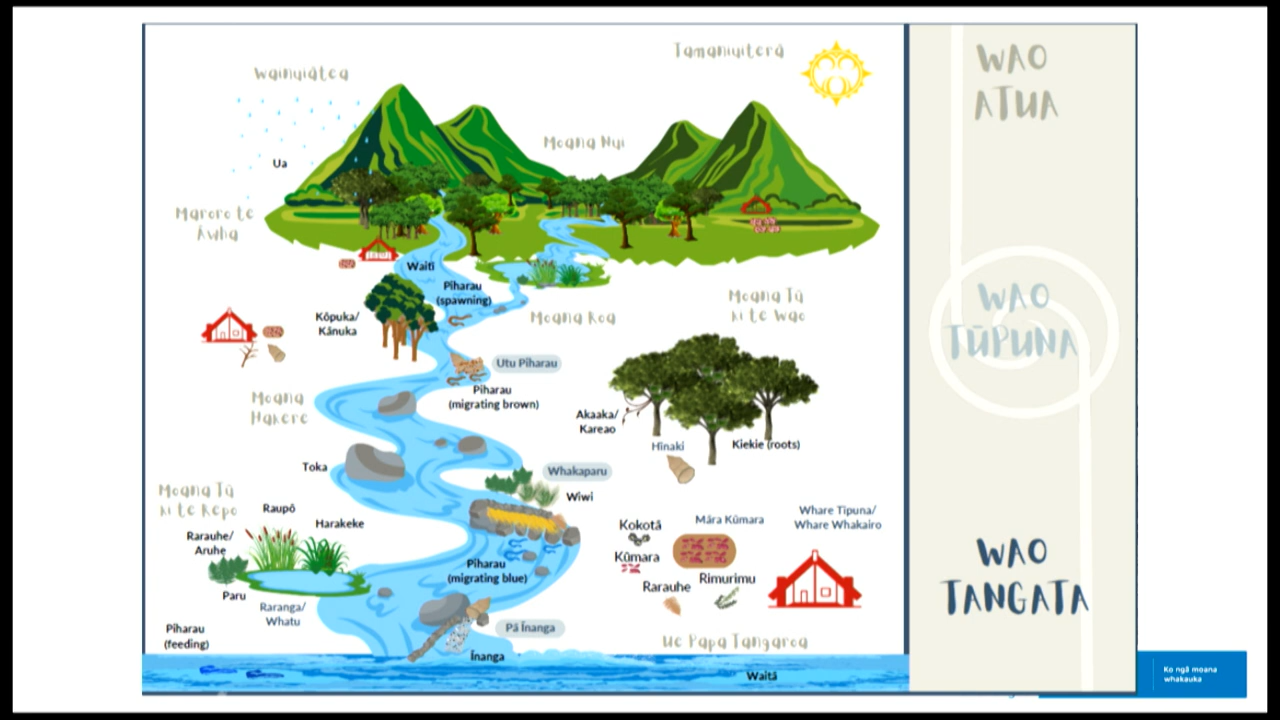 Wainuiātea
Tamanuiterā
Moana Nui
Ua
Maroro te
Āwha
Waiti
Piharau
(spawning)
Kōpuka/
Kānuka
Moana Koa
Moana Tū
ki te Wao
Utu Piharau
Piharau
(migrating brown)
Moana
Hakere
Akaaka/
Kareao
Hīnaki
Kiekie (roots)
Toka
Whakaparu
Wiwi
Moana Tū
ki te Repo
Raupō
Harakeke
Rarauhe/
Aruhe
Paru
Raranga/
Whatu
Piharau
(feeding)
Piharau
(migrating blue)
Kokotā
Māra Kūmara
Whare Tipuna/
Whare Whakairo
Kūmara
Rarauhe
Rimurimu
Pā Īnanga
Īnanga
Papa Tangaroa
Waitā
WAO
ATUA
WAO
TŪPUNA
WAO
TANGATA
Ko ngā moana
whakauka